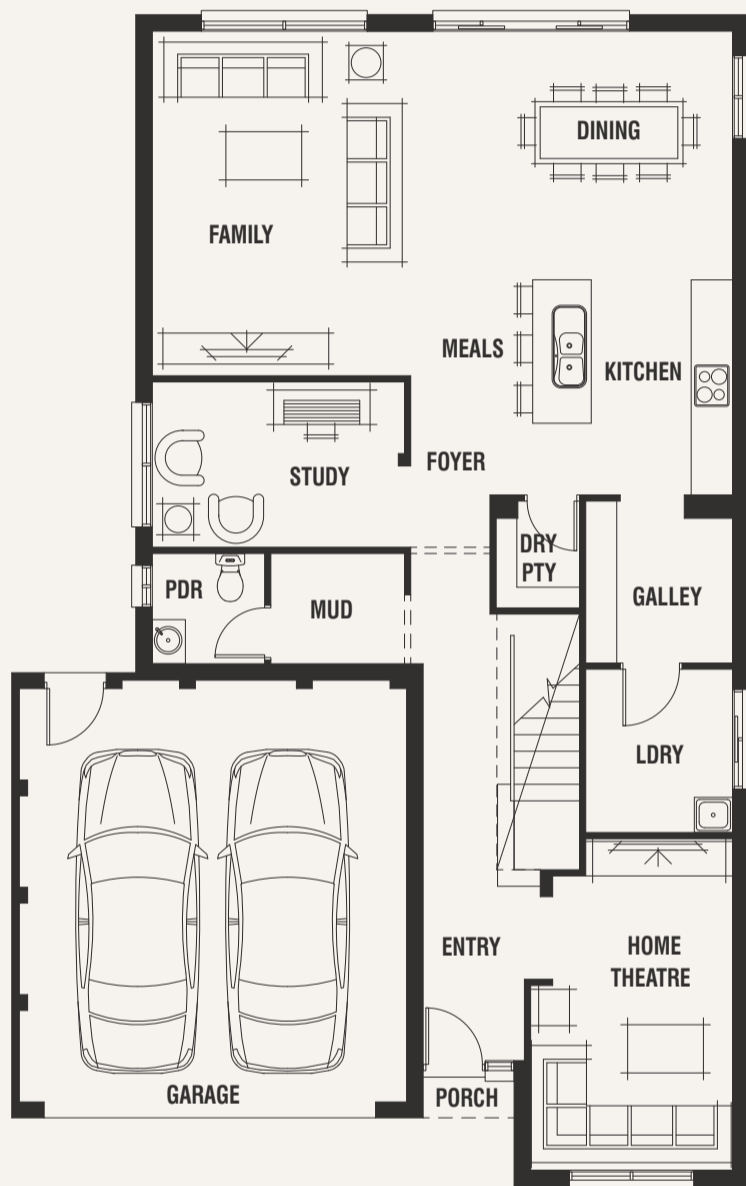 DINING
FAMILY
MEALS
KITCHEN
FOYER
STUDY
DRY
PTY
PDR
MUD
GALLEY
LDRY
ENTRY
HOME
THEATRE
GARAGE
PORCH